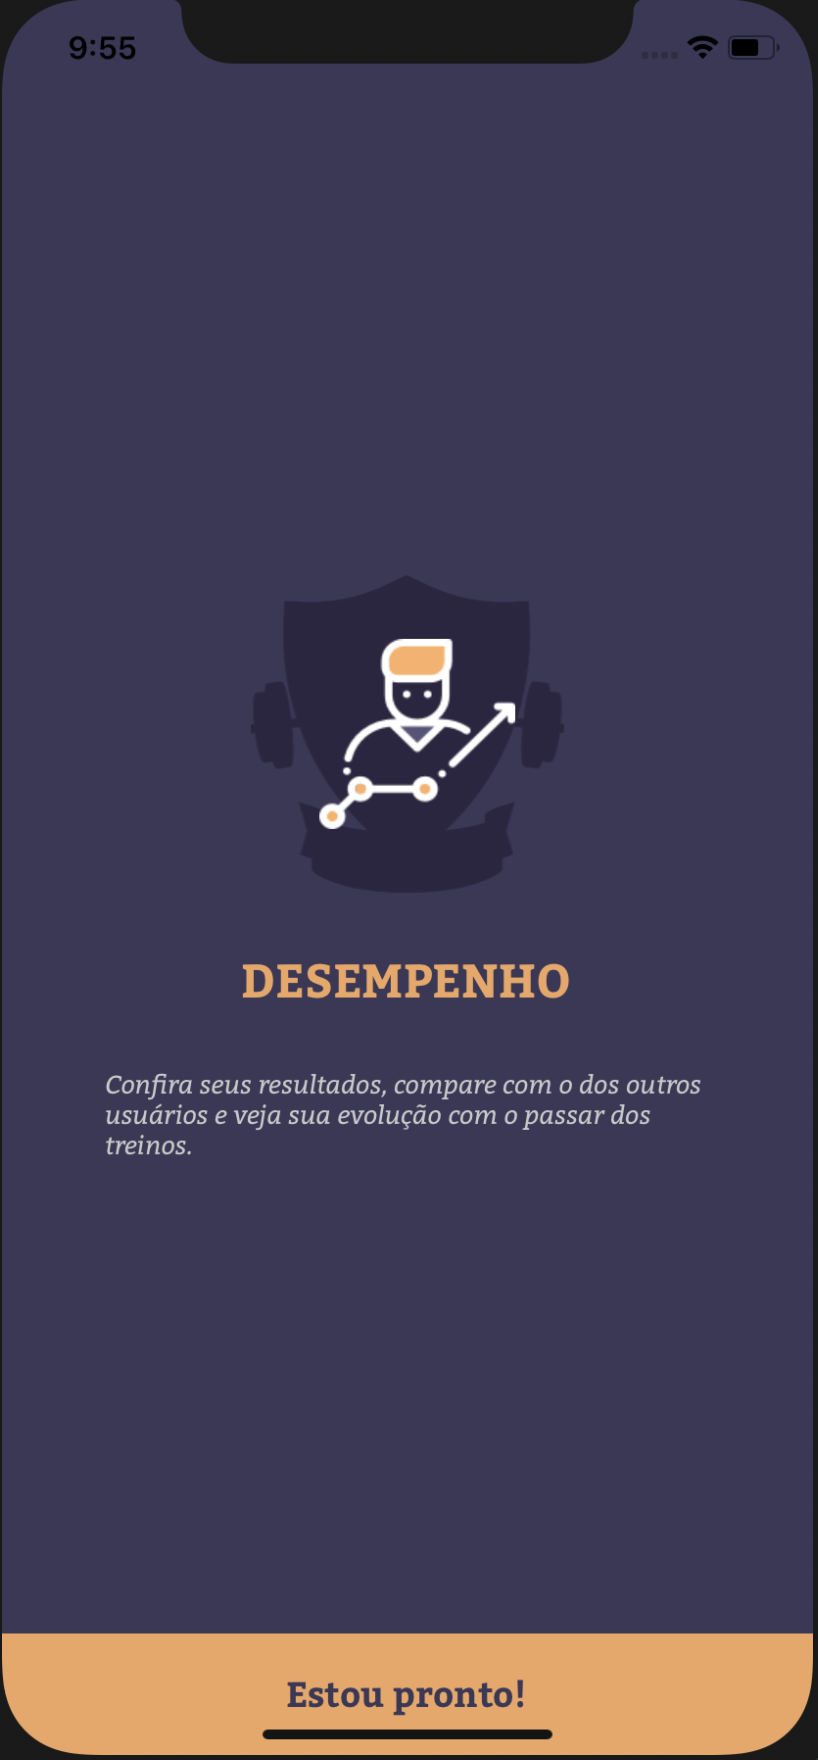 9:55
DESEMPENHO
Confira seus resultados, compare com o dos outros
usuários e veja sua evolução com o passar dos
treinos.
Estou pronto!